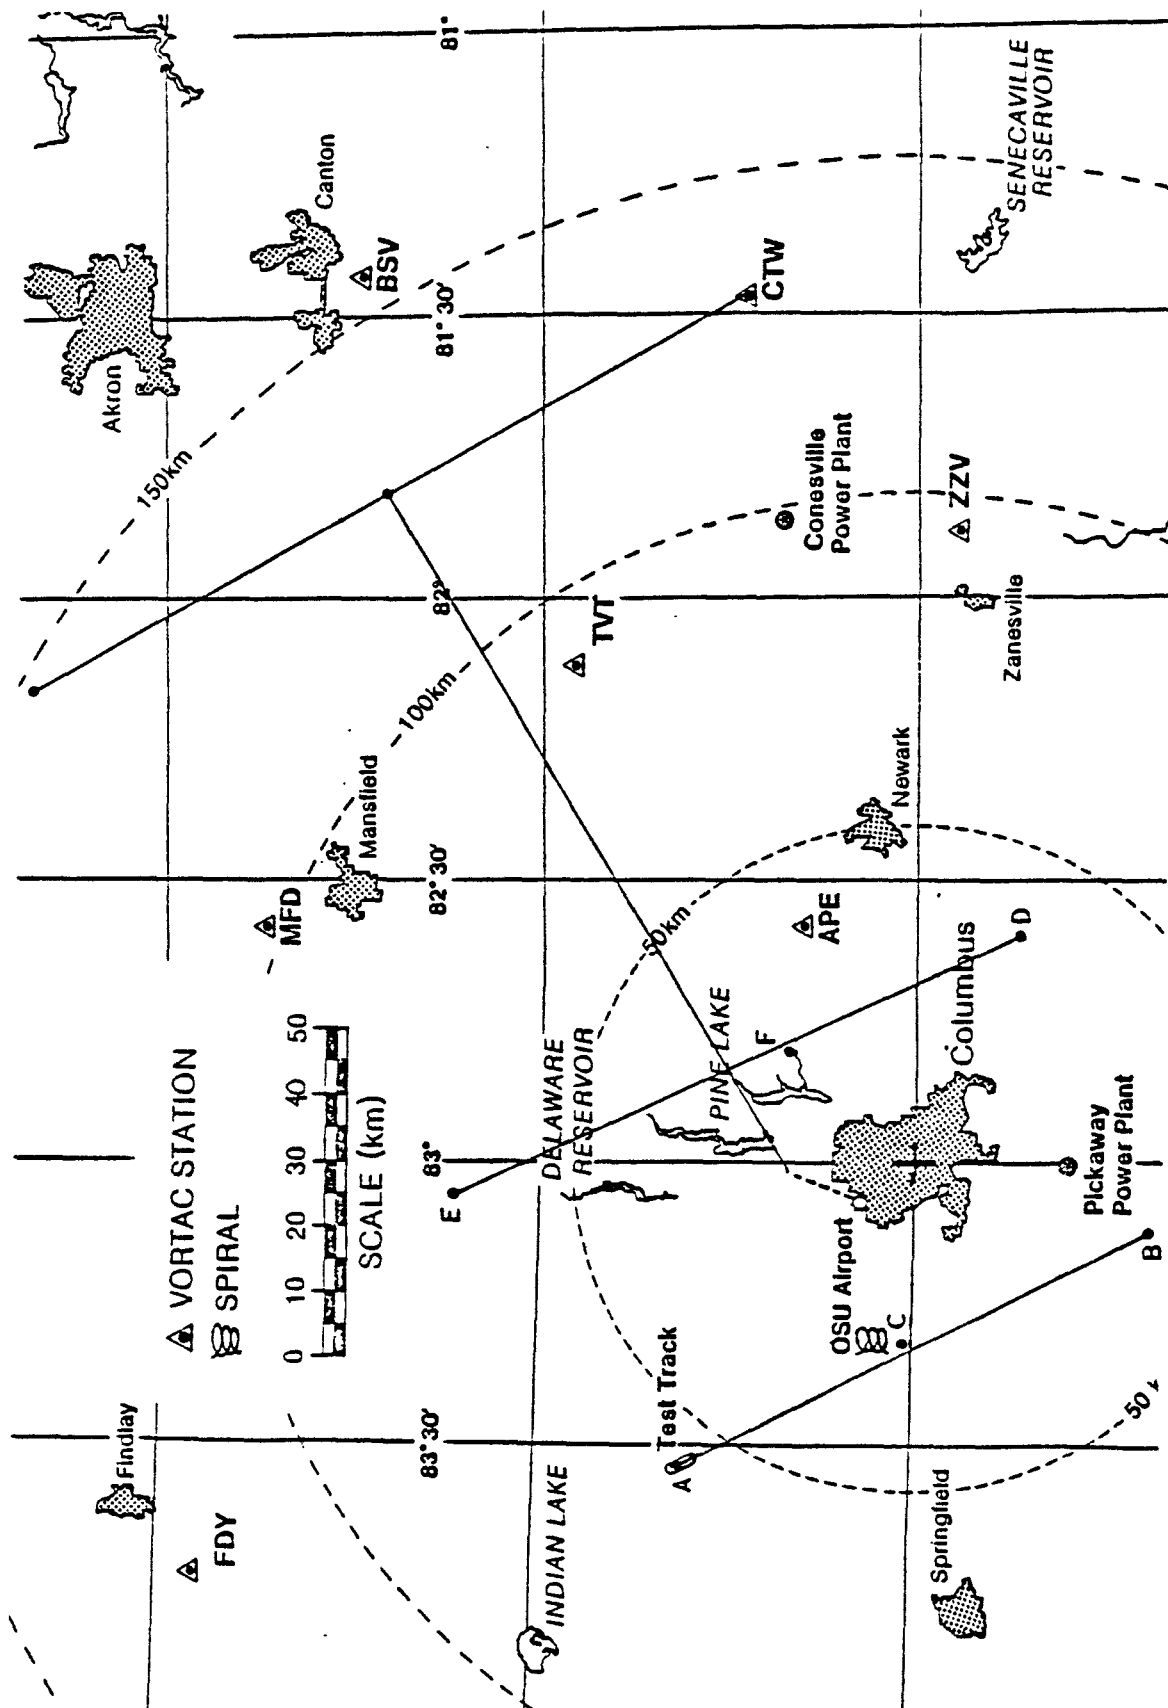 Findlay
FDY
VORTAC STATION
SPIRAL
0 10 20 30 40 50
SCALE (km)
MFD
Mansfield
Akron
Canton
BSV
150km
100km
50km
83° 30′
83°
82° 30′
82°
81° 30′
81°
INDIAN LAKE
DELAWARE
RESERVOIR
E
TVT
A
Test Track
PINE LAKE
F
CTW
OSU Airport
C
APE
Newark
Conesville
Power Plant
Springfield
Columbus
D
Zanesville
ZZV
SENECAVILLE
RESERVOIR
Pickaway
Power Plant
B
50